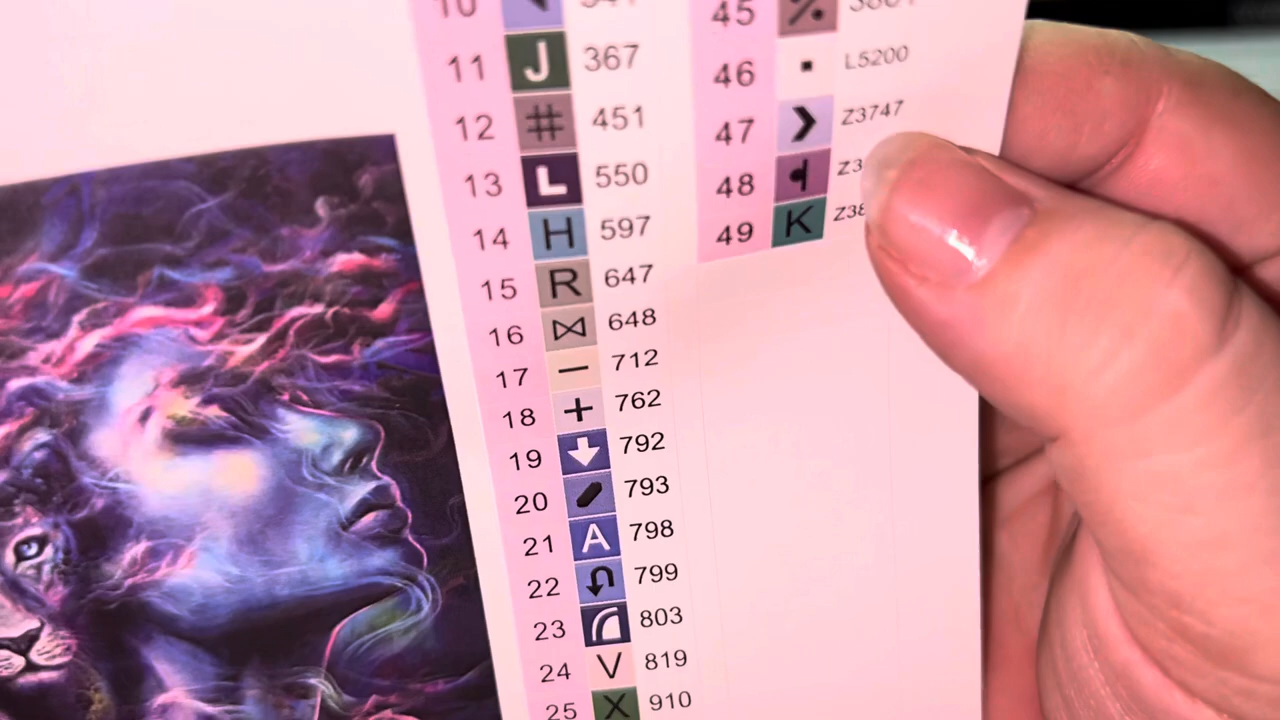 10
11 J 367
12 # 451
13 L 550
14 H 597
15 R 647
16 ⋈ 648
17 — 712
18 + 762
19 792
20 793
21 A 798
22 799
23 803
24 V 819
25 X 910
45 %
46 L5200
47 Z3747
48
49 K